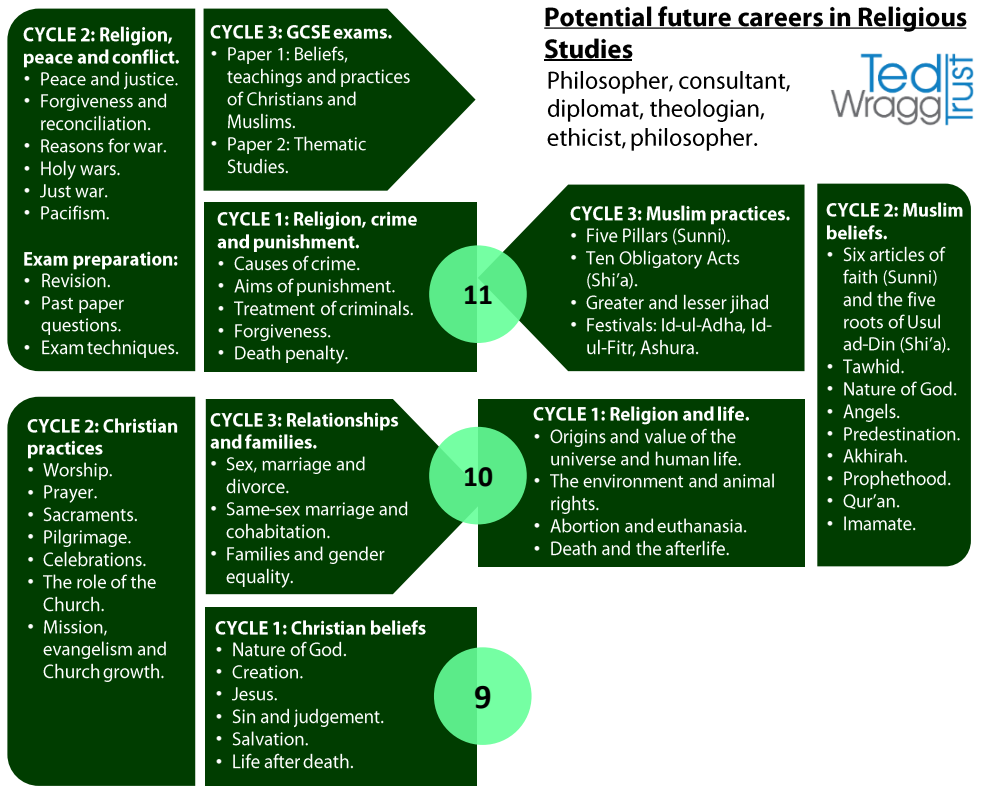 CYCLE 2: Religion,
peace and conflict.
• Peace and justice.
• Forgiveness and
reconciliation.
• Reasons for war.
• Holy wars.
• Just war.
• Pacifism.
Exam preparation:
• Revision.
• Past paper
questions.
• Exam techniques.
CYCLE 3: GCSE exams.
• Paper 1: Beliefs,
teachings and practices
of Christians and
Muslims.
• Paper 2: Thematic
Studies.
Potential future careers in Religious
Studies
Philosopher, consultant,
diplomat, theologian,
ethicist, philosopher.
Ted
Wragg
Trust
CYCLE 1: Religion, crime
and punishment.
• Causes of crime.
• Aims of punishment.
• Treatment of criminals.
• Forgiveness.
• Death penalty.
11
CYCLE 3: Muslim practices.
• Five Pillars (Sunni).
• Ten Obligatory Acts
(Shi’a).
• Greater and lesser jihad
• Festivals: Id-ul-Adha, Id-
ul-Fitr, Ashura.
CYCLE 2: Muslim
beliefs.
• Six articles of
faith (Sunni)
and the five
roots of Usul
ad-Din (Shi’a).
• Tawhid.
• Nature of God.
• Angels.
• Predestination.
• Akhirah.
• Prophethood.
• Qur’an.
• Imamate.
CYCLE 2: Christian
practices
• Worship.
• Prayer.
• Sacraments.
• Pilgrimage.
• Celebrations.
• The role of the
Church.
• Mission,
evangelism and
Church growth.
CYCLE 3: Relationships
and families.
• Sex, marriage and
divorce.
• Same-sex marriage and
cohabitation.
• Families and gender
equality.
10
CYCLE 1: Religion and life.
• Origins and value of the
universe and human life.
• The environment and animal
rights.
• Abortion and euthanasia.
• Death and the afterlife.
CYCLE 1: Christian beliefs
• Nature of God.
• Creation.
• Jesus.
• Sin and judgement.
• Salvation.
• Life after death.
9